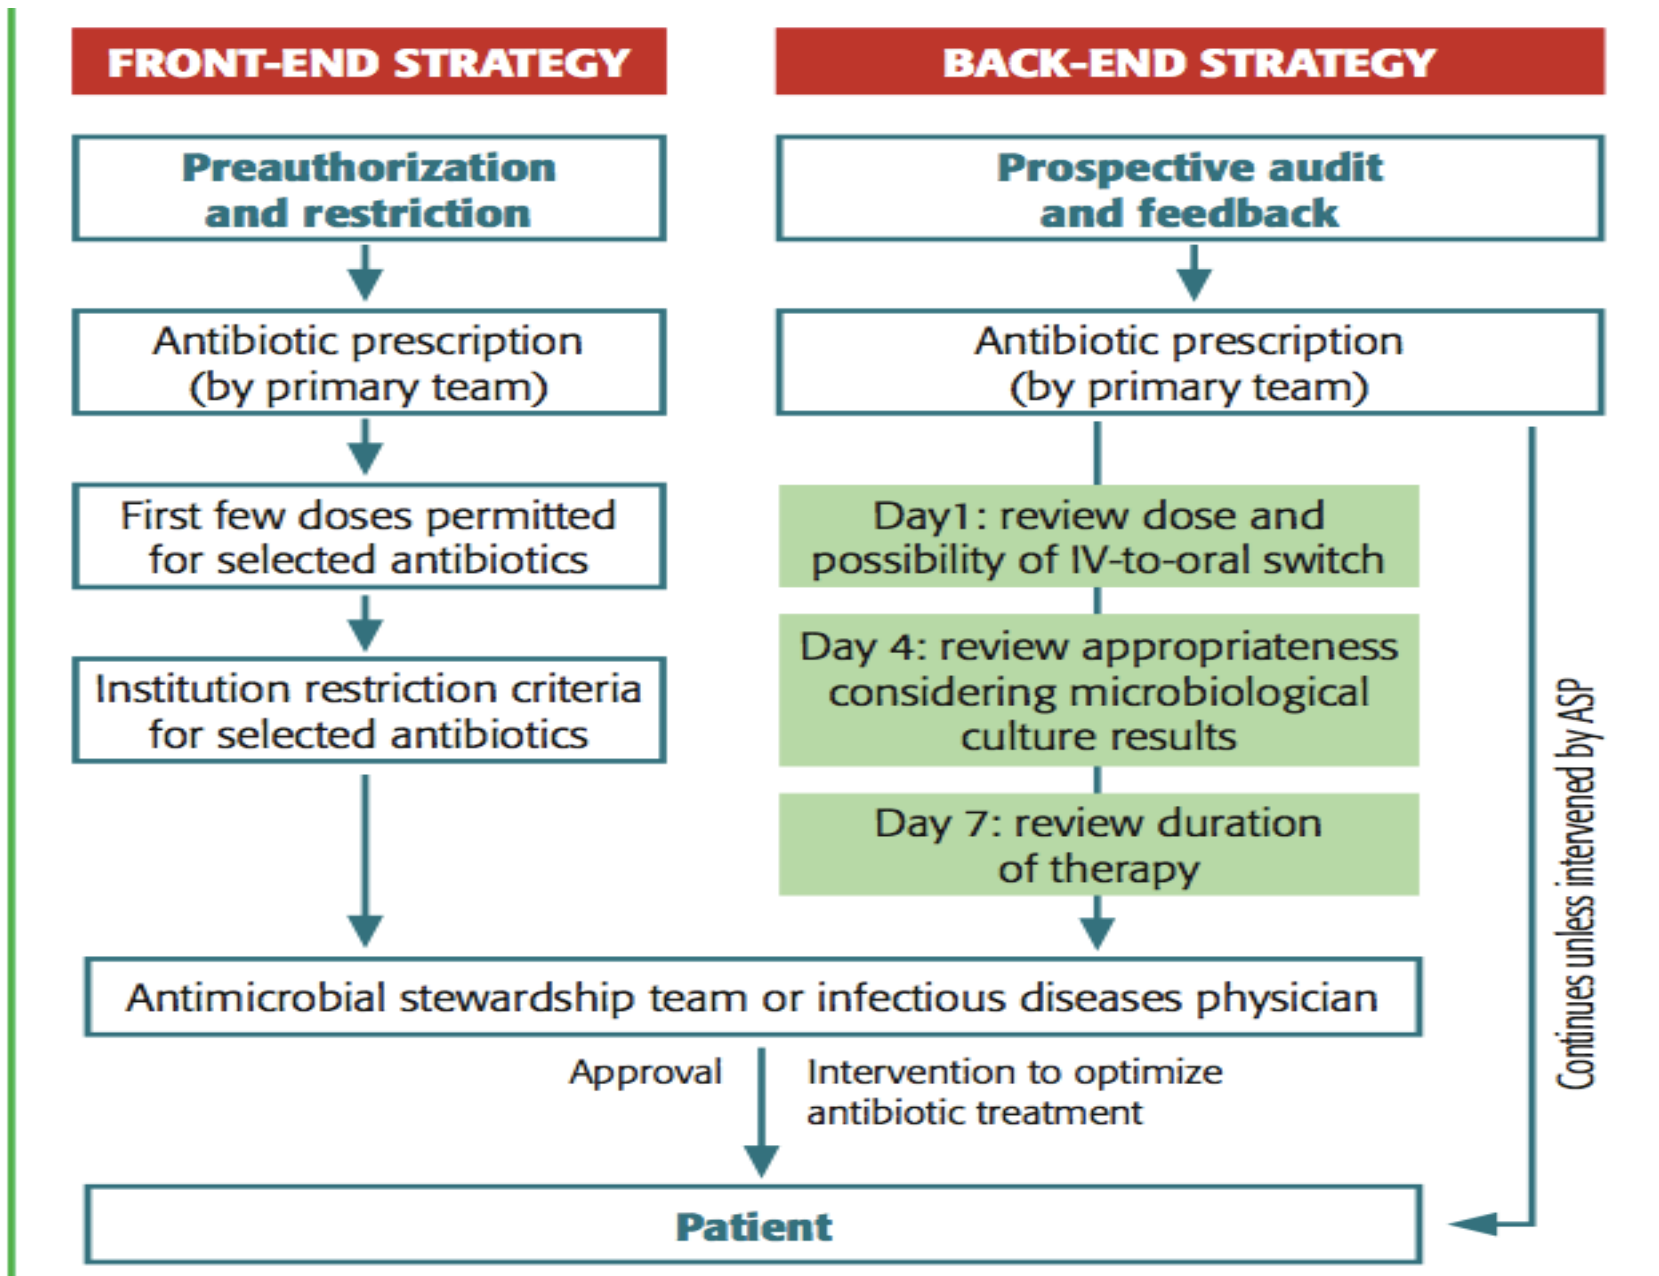 FRONT-END STRATEGY
Preauthorization
and restriction
Antibiotic prescription
(by primary team)
First few doses permitted
for selected antibiotics
Institution restriction criteria
for selected antibiotics
BACK-END STRATEGY
Prospective audit
and feedback
Antibiotic prescription
(by primary team)
Day1: review dose and
possibility of IV-to-oral switch
Day 4: review appropriateness
considering microbiological
culture results
Day 7: review duration
of therapy
Continues unless intervened by ASP
Antimicrobial stewardship team or infectious diseases physician
Approval
Intervention to optimize
antibiotic treatment
Patient